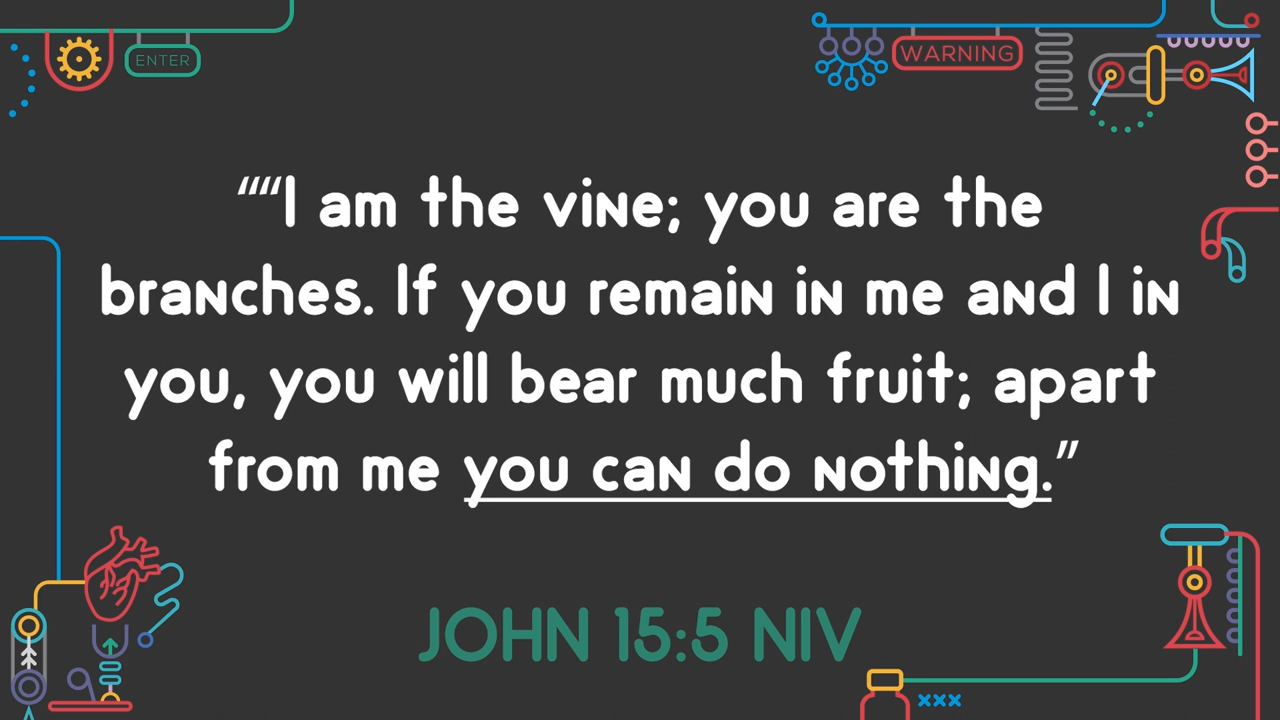 ENTER
WARNING
““I am the vine; you are the
branches. If you remain in me and I in
you, you will bear much fruit; apart
from me you can do nothing.”
JOHN 15:5 NIV
xxx